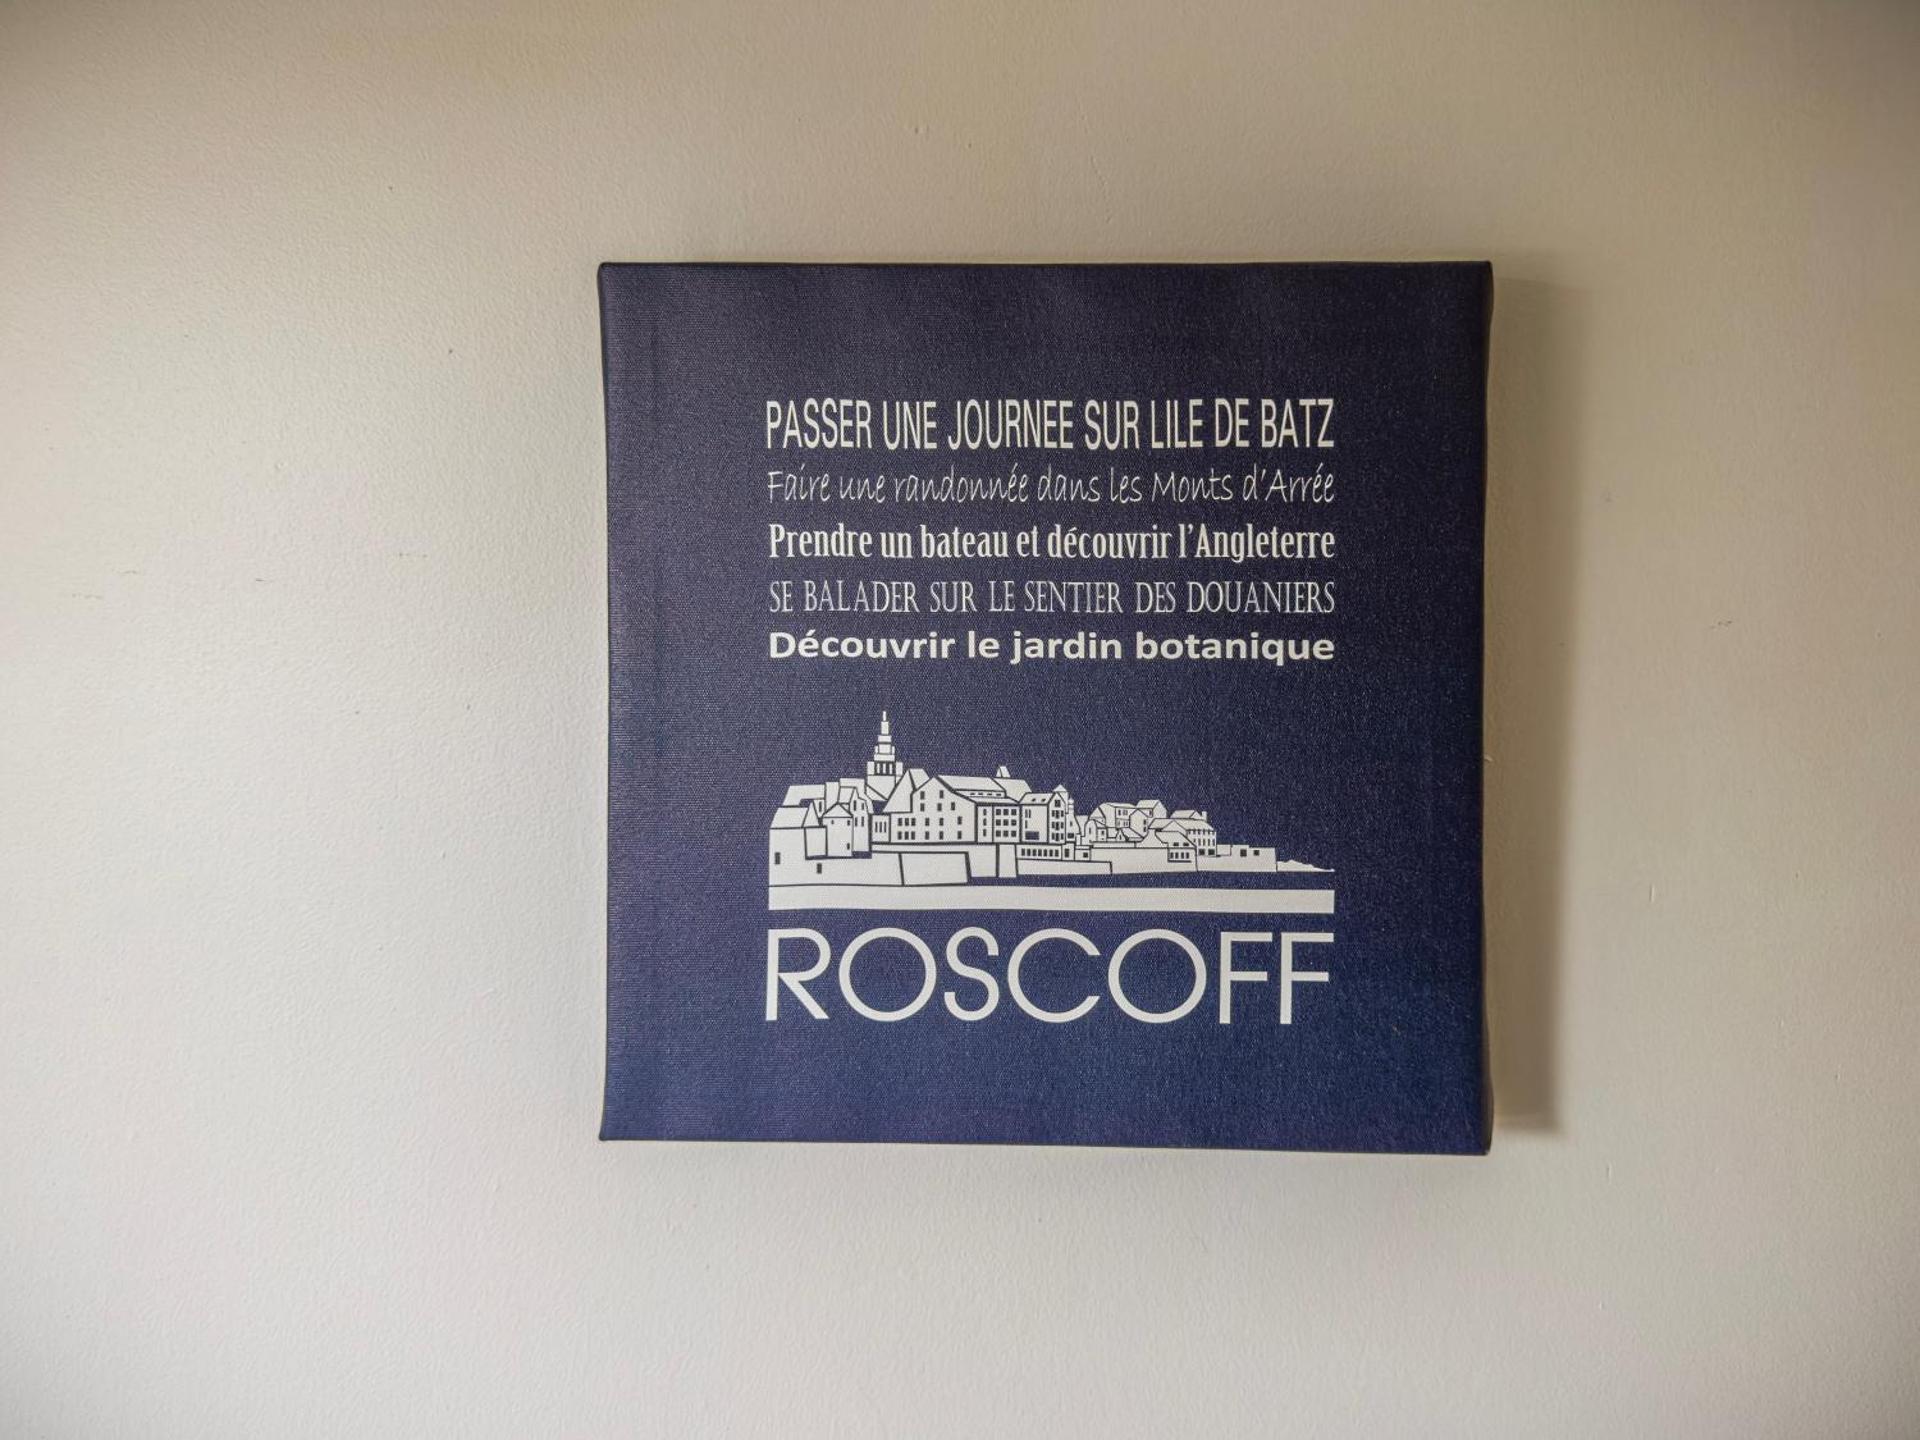 PASSER UNE JOURNEE SUR LILE DE BATZ
Faire une randonnée dans les Monts d'Arrée
Prendre un bateau et découvrir l'Angleterre
SE BALADER SUR LE SENTIER DES DOUANIERS
Découvrir le jardin botanique
ROSCOFF